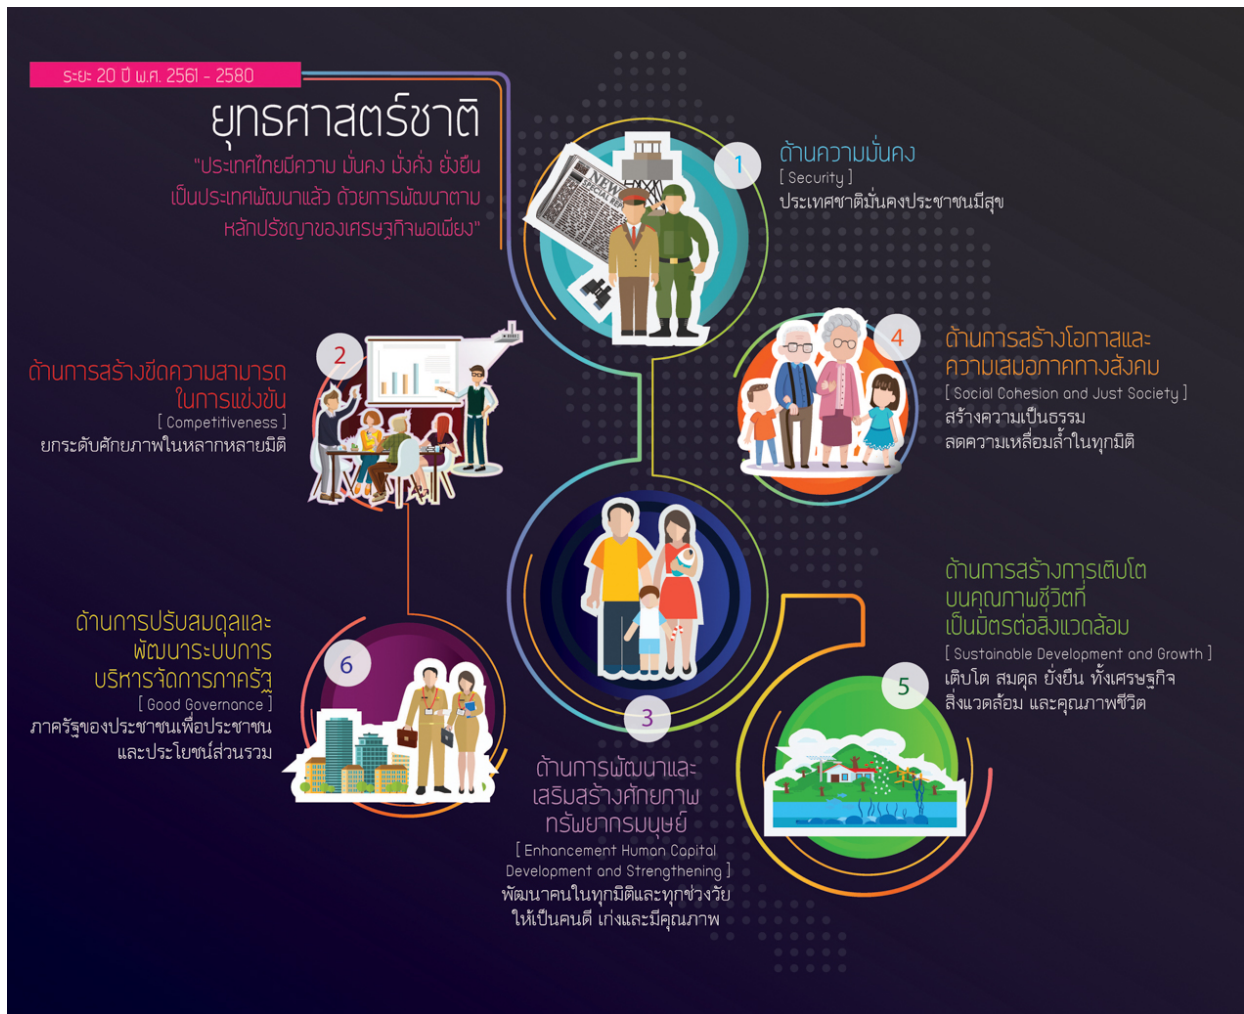 ระยะ 20 ปี พ.ศ. 2561 - 2580
ยุทธศาสตร์ชาติ
"ประเทศไทยมีความ มั่นคง มั่งคั่ง ยั่งยืน
เป็นประเทศพัฒนาแล้ว ด้วยการพัฒนาตาม
หลักปรัชญาของเศรษฐกิจพอเพียง"
NEWS
SPECIAL
1
ด้านความมั่นคง
[ Security ]
ประเทศชาติมั่นคงประชาชนมีสุข
2
ด้านการสร้างขีดความสามารถ
ในการแข่งขัน
[ Competitiveness ]
ยกระดับศักยภาพในหลากหลายมิติ
4
ด้านการสร้างโอกาสและ
ความเสมอภาคทางสังคม
[ Social Cohesion and Just Society ]
สร้างความเป็นธรรม
ลดความเหลื่อมล้ำในทุกมิติ
3
ด้านการพัฒนาและ
เสริมสร้างศักยภาพ
ทรัพยากรมนุษย์
[ Enhancement Human Capital
Development and Strengthening ]
พัฒนาคนในทุกมิติและทุกช่วงวัย
ให้เป็นคนดี เก่งและมีคุณภาพ
5
ด้านการสร้างการเติบโต
บนคุณภาพชีวิตที่
เป็นมิตรต่อสิ่งแวดล้อม
[ Sustainable Development and Growth ]
เติบโต สมดุล ยั่งยืน ทั้งเศรษฐกิจ
สิ่งแวดล้อม และคุณภาพชีวิต
6
ด้านการปรับสมดุลและ
พัฒนาระบบการ
บริหารจัดการภาครัฐ
[ Good Governance ]
ภาครัฐของประชาชนเพื่อประชาชน
และประโยชน์ส่วนรวม